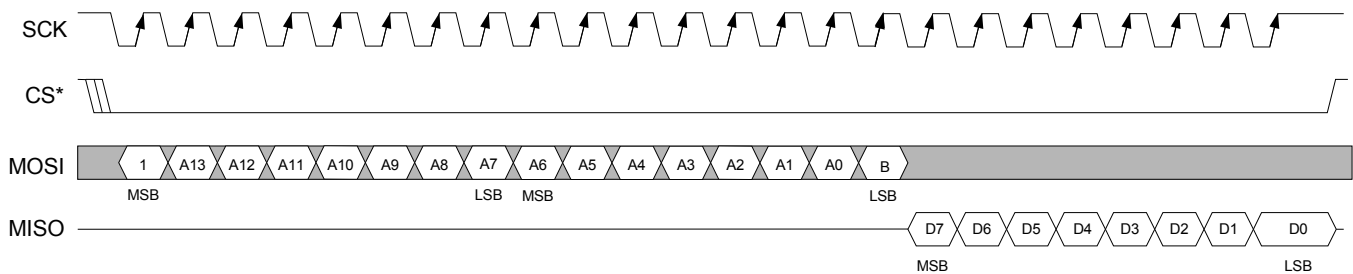 SCK
CS*
MOSI 1 A13 A12 A11 A10 A9 A8 A7 A6 A5 A4 A3 A2 A1 A0 B
MSB LSB MSB LSB
MISO D7 D6 D5 D4 D3 D2 D1 D0
MSB LSB